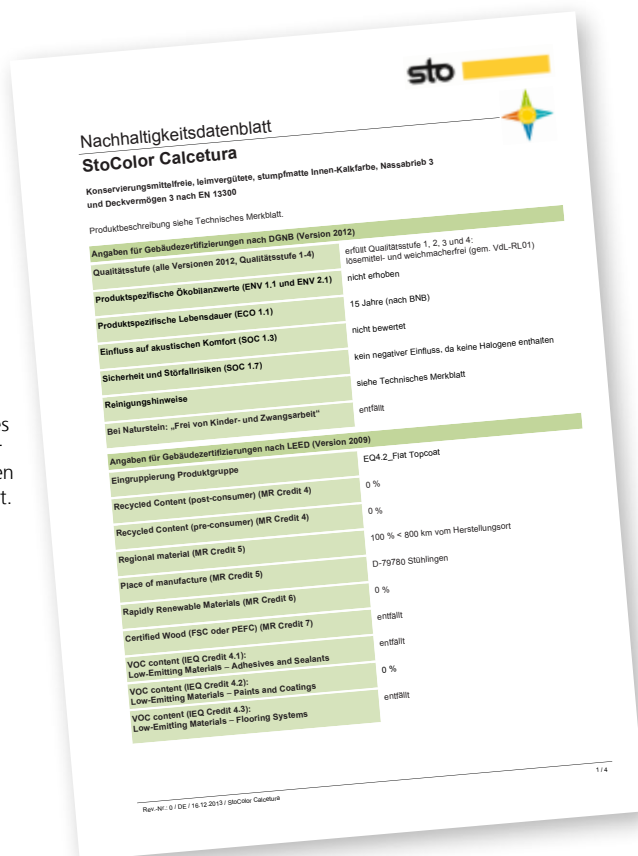 sto
Nachhaltigkeitsdatenblatt
StoColor Calcetura
Konservierungsmittelfreie, leimvergütete, stumpfmatte Innen-Kalkfarbe, Nassabrieb 3
und Deckvermögen 3 nach EN 13300
Produktbeschreibung siehe Technisches Merkblatt.
Angaben für Gebäudezertifizierungen nach DGNB (Version 2012)
Qualitätsstufe (alle Versionen 2012, Qualitätsstufe 1-4)
erfüllt Qualitätsstufe 1, 2, 3 und 4:
lösemittel- und weichmacherfrei (gem. VdL-RL01)
Produktspezifische Ökobilanzwerte (ENV 1.1 und ENV 2.1)
nicht erhoben
Produktspezifische Lebensdauer (ECO 1.1)
15 Jahre (nach BNB)
Einfluss auf akustischen Komfort (SOC 1.3)
nicht bewertet
Sicherheit und Störfallrisiken (SOC 1.7)
kein negativer Einfluss, da keine Halogene enthalten
Reinigungshinweise
siehe Technisches Merkblatt
Bei Naturstein: „Frei von Kinder- und Zwangsarbeit"
entfällt
Angaben für Gebäudezertifizierungen nach LEED (Version 2009)
Eingruppierung Produktgruppe
EQ4.2_Flat Topcoat
Recycled Content (post-consumer) (MR Credit 4)
0 %
Recycled Content (pre-consumer) (MR Credit 4)
0 %
Regional material (MR Credit 5)
100 % < 800 km vom Herstellungsort
Place of manufacture (MR Credit 5)
D-79780 Stühlingen
Rapidly Renewable Materials (MR Credit 6)
0 %
Certified Wood (FSC oder PEFC) (MR Credit 7)
entfällt
VOC content (IEQ Credit 4.1):
Low-Emitting Materials – Adhesives and Sealants
entfällt
VOC content (IEQ Credit 4.2):
Low-Emitting Materials – Paints and Coatings
0 %
VOC content (IEQ Credit 4.3):
Low-Emitting Materials – Flooring Systems
entfällt
Rev.-Nr.: 0 / DE / 16.12.2013 / StoColor Calcetura
1 / 4
es
en
t.